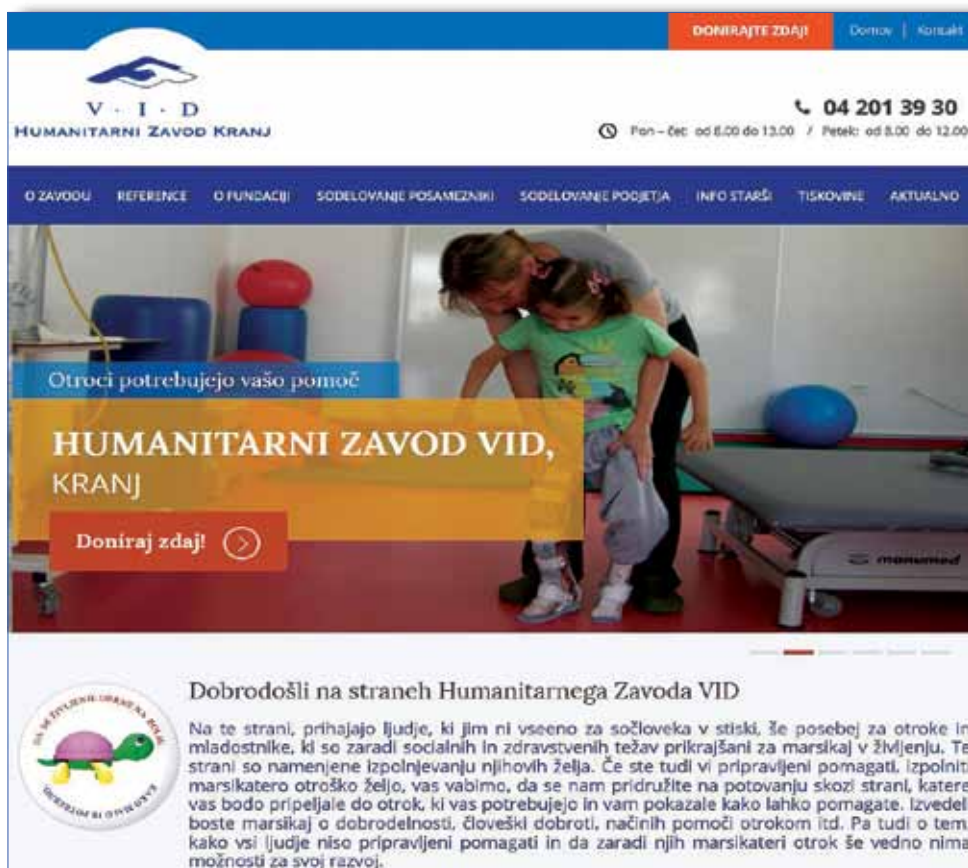 DONIRAJTE ZDAJ!
Domov | Kontakt
V · I · D
HUMANITARNI ZAVOD KRANJ
04 201 39 30
Pon – čet: od 8.00 do 13.00 / Petek: od 8.00 do 12.00
O ZAVODU REFERENCE O FUNDACIJI SODELOVANJE POSAMEZNIKI SODELOVANJE PODJETJA INFO STARŠI TISKOVINE AKTUALNO
Otroci potrebujejo vašo pomoč
HUMANITARNI ZAVOD VID,
KRANJ
Doniraj zdaj!
manumed
Dobrodošli na straneh Humanitarnega Zavoda VID
Na te strani, prihajajo ljudje, ki jim ni vseeno za sočloveka v stiski, še posebej za otroke in
mladostnike, ki so zaradi socialnih in zdravstvenih težav prikrajšani za marsikaj v življenju. Te
strani so namenjene izpolnjevanju njihovih želja. Če ste tudi vi pripravljeni pomagati, izpolniti
marsikatero otroško željo, vas vabimo, da se nam pridružite na potovanju skozi strani, katere
vas bodo pripeljale do otrok, ki vas potrebujejo in vam pokazale kako lahko pomagate. Izvedeli
boste marsikaj o dobrodelnosti, človeški dobroti, načinih pomoči otrokom itd. Pa tudi o tem,
kako vsi ljudje niso pripravljeni pomagati in da zaradi njih marsikateri otrok še vedno nima
možnosti za svoj razvoj.
DA SE ŽIVLJENJE OBRNE NA BOLJE